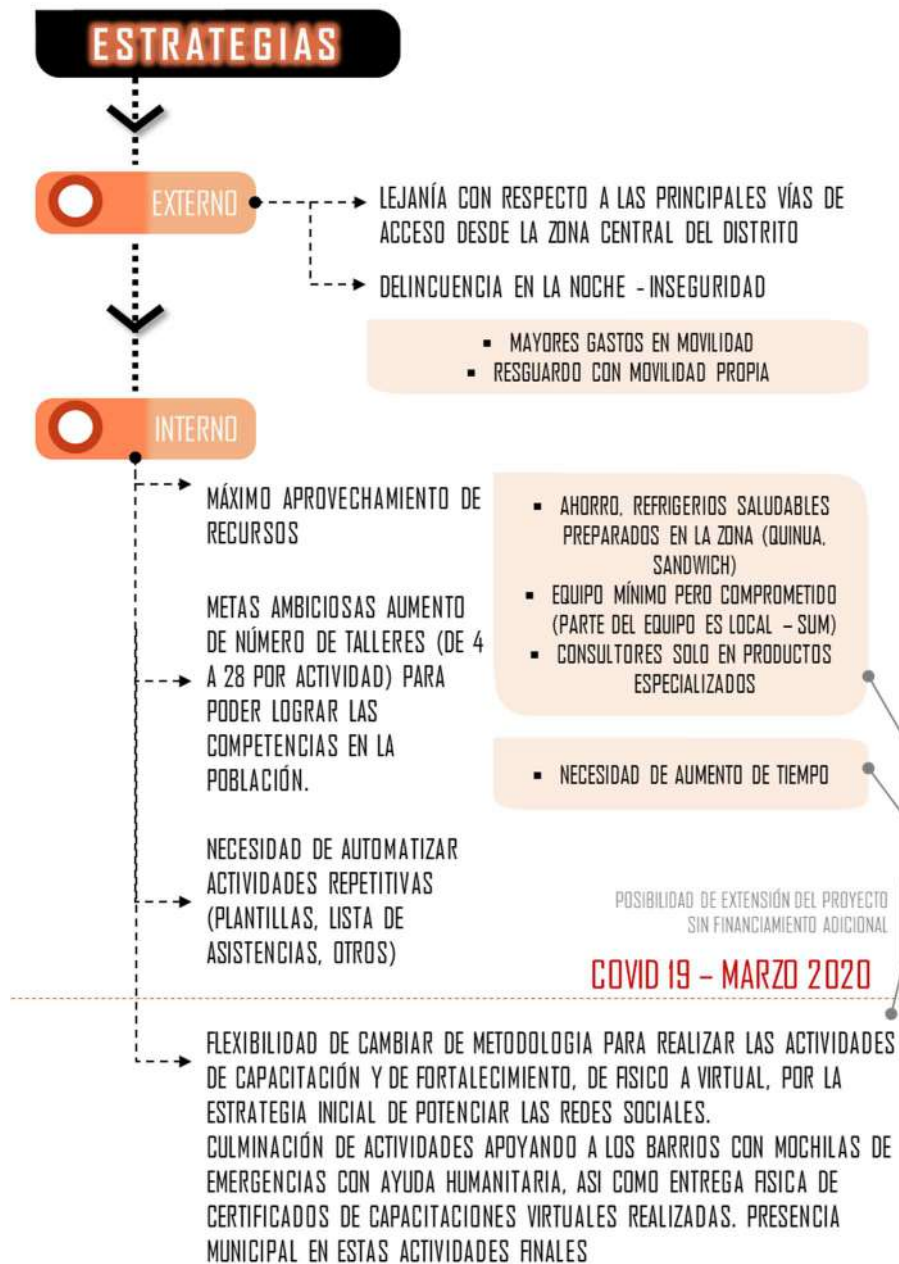 ESTRATEGIAS
EXTERNO
LEJANÍA CON RESPECTO A LAS PRINCIPALES VÍAS DE
ACCESO DESDE LA ZONA CENTRAL DEL DISTRITO
DELINCUENCIA EN LA NOCHE - INSEGURIDAD
▪ MAYORES GASTOS EN MOVILIDAD
▪ RESGUARDO CON MOVILIDAD PROPIA
INTERNO
MÁXIMO APROVECHAMIENTO DE
RECURSOS
▪ AHORRO, REFRIGERIOS SALUDABLES
PREPARADOS EN LA ZONA (QUINUA,
SANDWICH)
▪ EQUIPO MÍNIMO PERO COMPROMETIDO
(PARTE DEL EQUIPO ES LOCAL – SUM)
▪ CONSULTORES SOLO EN PRODUCTOS
ESPECIALIZADOS
METAS AMBICIOSAS AUMENTO
DE NÚMERO DE TALLERES (DE 4
A 28 POR ACTIVIDAD) PARA
PODER LOGRAR LAS
COMPETENCIAS EN LA
POBLACIÓN.
▪ NECESIDAD DE AUMENTO DE TIEMPO
NECESIDAD DE AUTOMATIZAR
ACTIVIDADES REPETITIVAS
(PLANTILLAS, LISTA DE
ASISTENCIAS, OTROS)
POSIBILIDAD DE EXTENSIÓN DEL PROYECTO
SIN FINANCIAMIENTO ADICIONAL
COVID 19 – MARZO 2020
FLEXIBILIDAD DE CAMBIAR DE METODOLOGIA PARA REALIZAR LAS ACTIVIDADES
DE CAPACITACIÓN Y DE FORTALECIMIENTO, DE FISICO A VIRTUAL, POR LA
ESTRATEGIA INICIAL DE POTENCIAR LAS REDES SOCIALES.
CULMINACIÓN DE ACTIVIDADES APOYANDO A LOS BARRIOS CON MOCHILAS DE
EMERGENCIAS CON AYUDA HUMANITARIA, ASI COMO ENTREGA FISICA DE
CERTIFICADOS DE CAPACITACIONES VIRTUALES REALIZADAS. PRESENCIA
MUNICIPAL EN ESTAS ACTIVIDADES FINALES